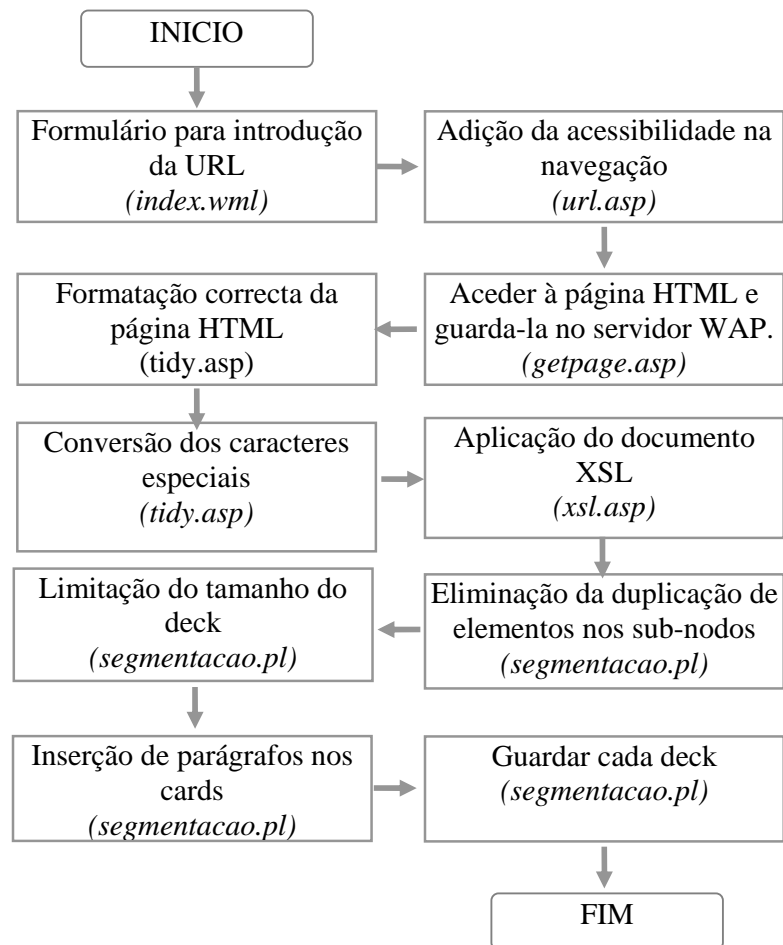 INICIO
Formulário para introdução
da URL
(index.wml)
Adição da acessibilidade na
navegação
(url.asp)
Aceder à página HTML e
guarda-la no servidor WAP.
(getpage.asp)
Formatação correcta da
página HTML
(tidy.asp)
Conversão dos caracteres
especiais
(tidy.asp)
Aplicação do documento
XSL
(xsl.asp)
Eliminação da duplicação de
elementos nos sub-nodos
(segmentacao.pl)
Limitação do tamanho do
deck
(segmentacao.pl)
Inserção de parágrafos nos
cards
(segmentacao.pl)
Guardar cada deck
(segmentacao.pl)
FIM